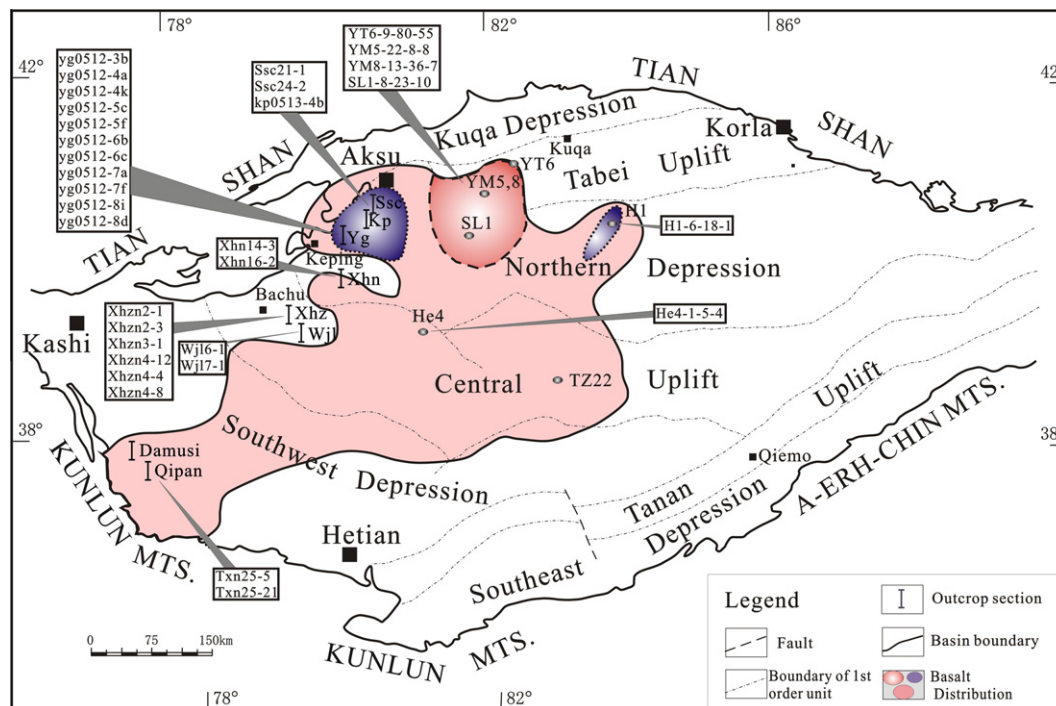 78°
82°
86°
42°
42
yg0512-3b
yg0512-4a
yg0512-4k
yg0512-5c
yg0512-5f
yg0512-6b
yg0512-6c
yg0512-7a
yg0512-7f
yg0512-8i
yg0512-8d
Ssc21-1
Ssc24-2
kp0513-4b
YT6-9-80-55
YM5-22-8-8
YM8-13-36-7
SL1-8-23-10
TIAN
SHAN
Kuqa Depression
Korla
Kuqa
SHAN
Aksu
YT6
Tabei
Uplift
YM5,8
Ssc
Kp
Yg
SL1
H1
H1-6-18-1
Keping
TIAN
Xhn14-3
Xhn16-2
Xhn
Northern
Depression
Bachu
Xhz
Wjl
Xhzn2-1
Xhzn2-3
Xhzn3-1
Xhzn4-12
Xhzn4-4
Xhzn4-8
Wjl6-1
Wjl7-1
Kashi
He4
He4-1-5-4
Central
TZ22
Uplift
Uplift
38°
38
Damusi
Qipan
Southwest
Depression
Qiemo
KUNLUN
MTS.
A-ERH-CHIN MTS.
Tanan
Depression
Hetian
Southeast
Txn25-5
Txn25-21
KUNLUN
MTS.
0 75 150km
78°
82°
Legend
Outcrop section
Fault
Basin boundary
Boundary of 1st
order unit
Basalt
Distribution